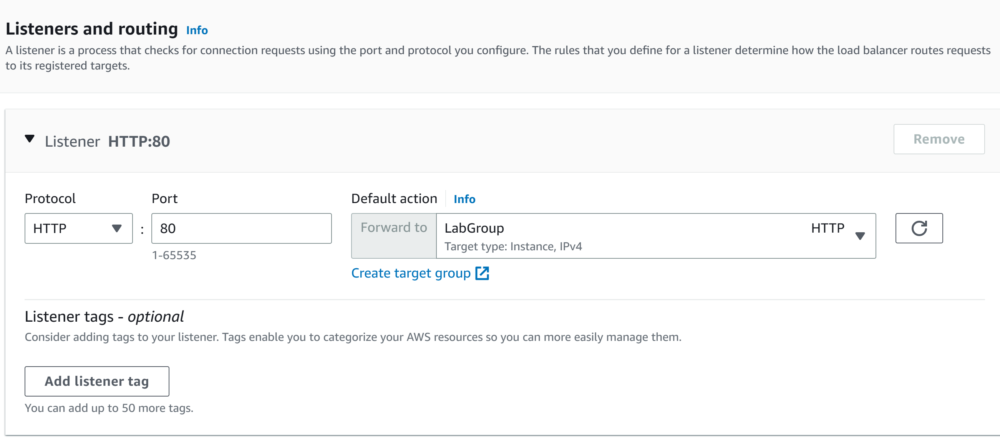 Listeners and routing Info
A listener is a process that checks for connection requests using the port and protocol you configure. The rules that you define for a listener determine how the load balancer routes requests
to its registered targets.
Listener HTTP:80
Remove
Protocol
Port
Default action
Info
HTTP
:
80
Forward to
LabGroup
HTTP
Target type: Instance, IPv4
1-65535
Create target group
Listener tags - optional
Consider adding tags to your listener. Tags enable you to categorize your AWS resources so you can more easily manage them.
Add listener tag
You can add up to 50 more tags.